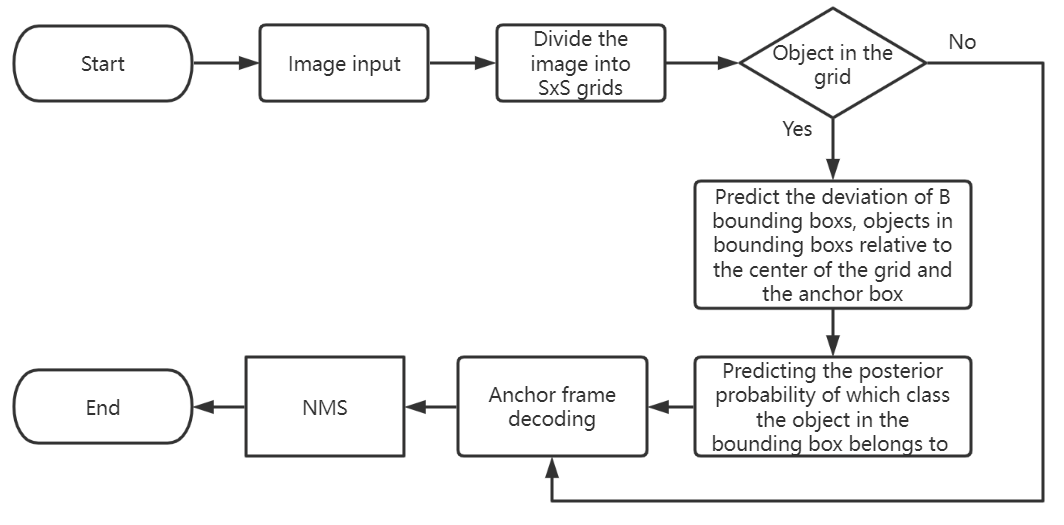 Start
Image input
Divide the
image into
SxS grids
Object in the
grid
No
Yes
Predict the deviation of B
bounding boxs, objects in
bounding boxs relative to
the center of the grid and
the anchor box
Predicting the posterior
probability of which class
the object in the
bounding box belongs to
Anchor frame
decoding
NMS
End